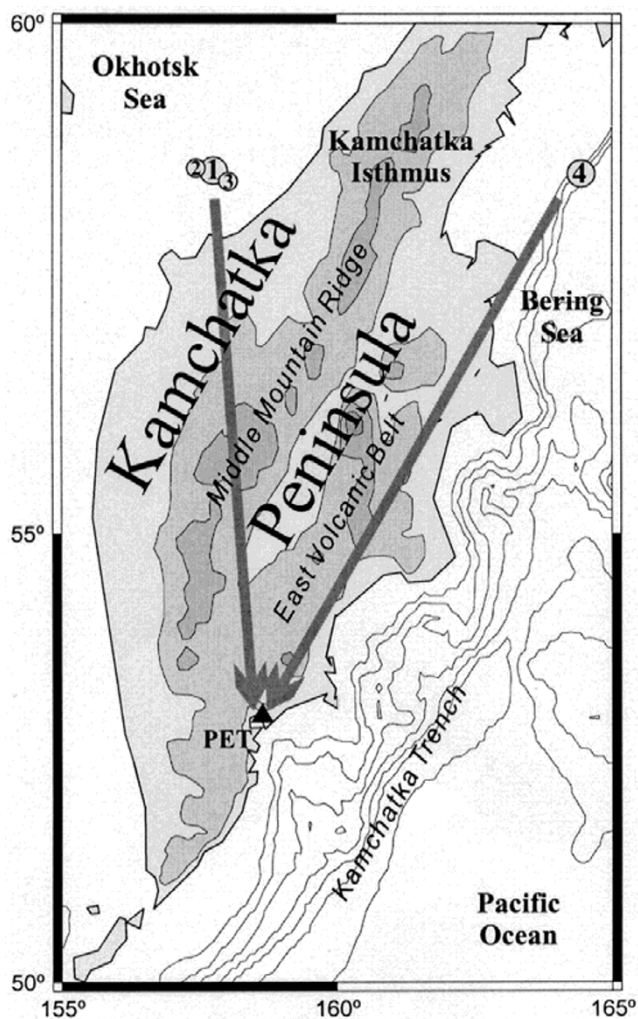 60°
Okhotsk
Sea
Kamchatka
Isthmus
2
1
3
4
Kamchatka
Middle Mountain Ridge
Bering
Sea
Peninsula
East Volcanic Belt
55°
PET
Kamchatka Trench
Pacific
Ocean
50°
155°
160°
165°